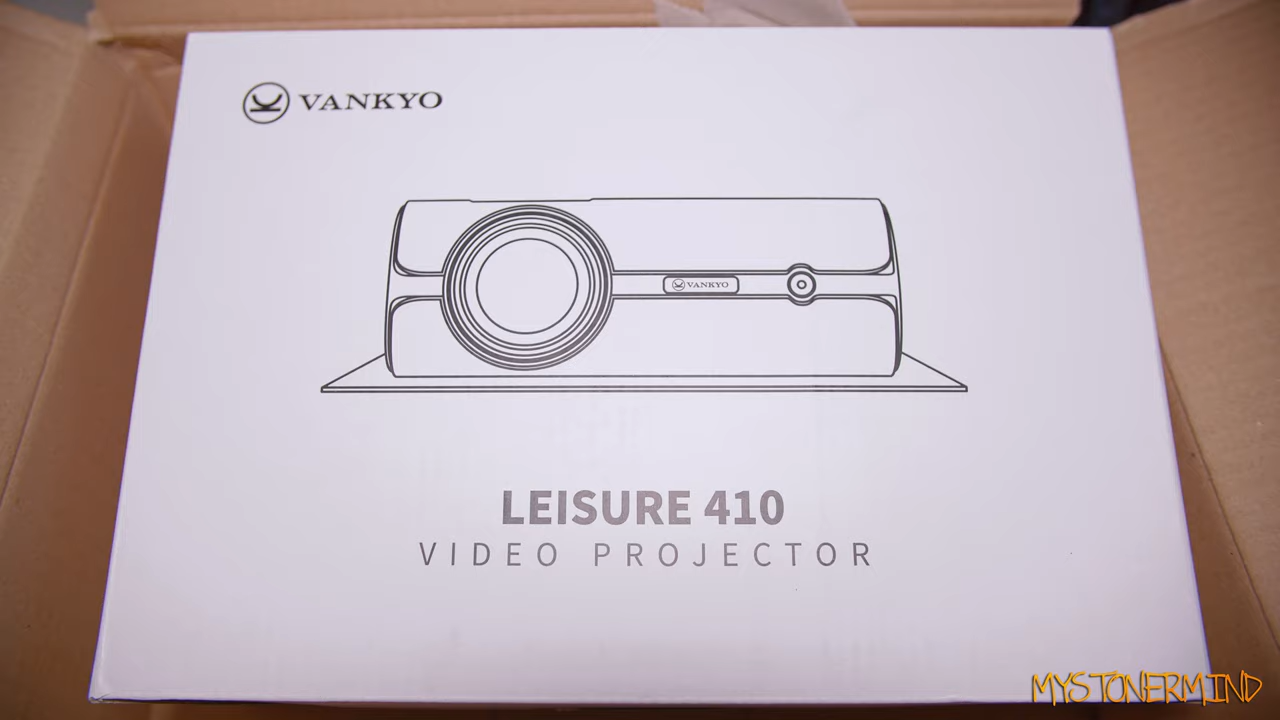 VANKYO
VANKYO
LEISURE 410
VIDEO PROJECTOR
MYSTONERMIND